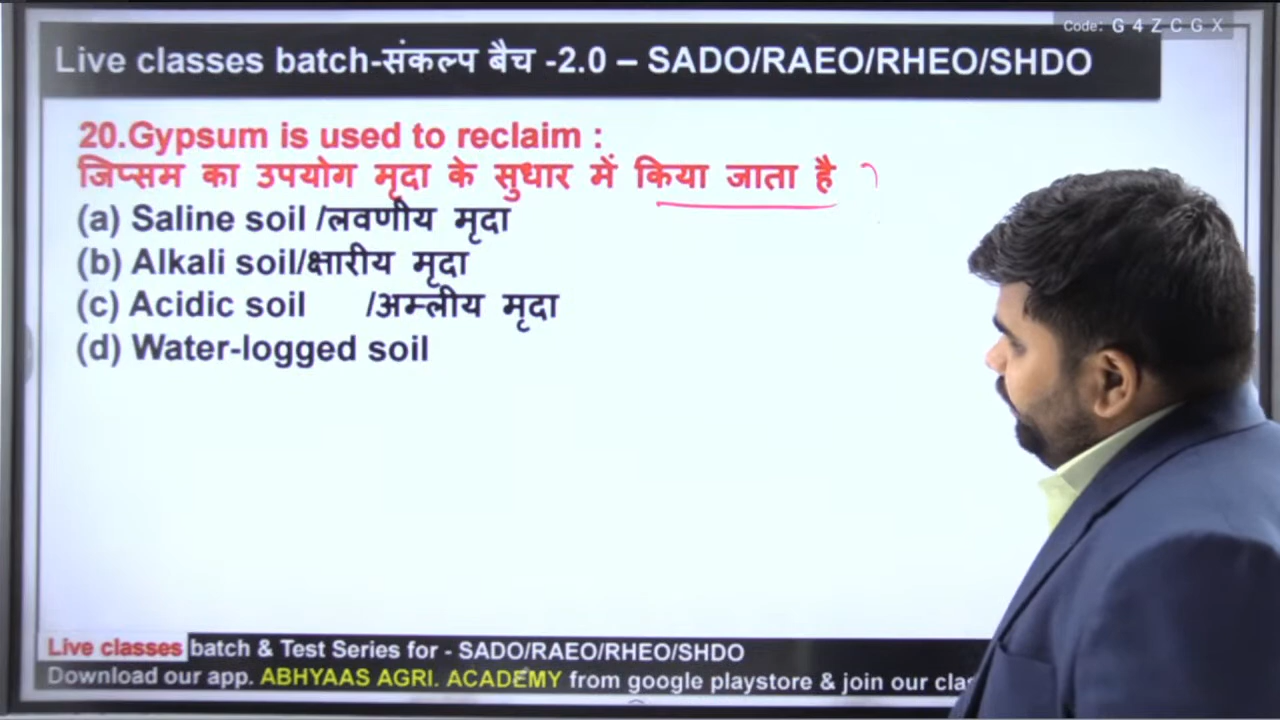 Code: G 4 Z C G X
Live classes batch-संकल्प बैच -2.0 – SADO/RAEO/RHEO/SHDO
20.Gypsum is used to reclaim :
जिप्सम का उपयोग मृदा के सुधार में किया जाता है ?
(a) Saline soil /लवणीय मृदा
(b) Alkali soil/क्षारीय मृदा
(c) Acidic soil /अम्लीय मृदा
(d) Water-logged soil
Live classes batch & Test Series for - SADO/RAEO/RHEO/SHDO
Download our app. ABHYAAS AGRI. ACADEMY from google playstore & join our clas